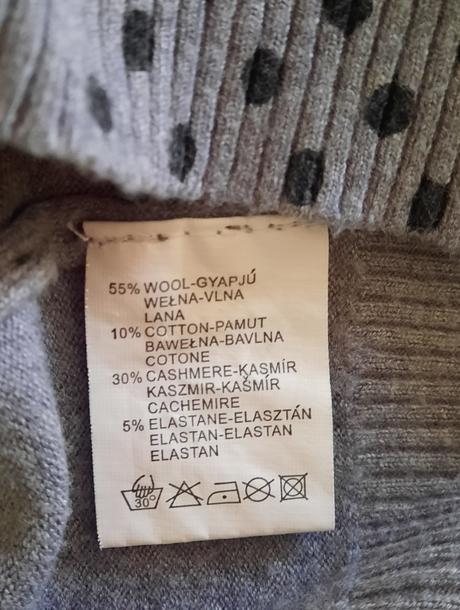 55% WOOL-GYAPJÚ
WEŁNA-VLNA
LANA
10% COTTON-PAMUT
BAWEŁNA-BAVLNA
COTONE
30% CASHMERE-KASMÍR
KASZMIR-KAŠMÍR
CACHEMIRE
5% ELASTANE-ELASZTÁN
ELASTAN-ELASTAN
ELASTAN
30°